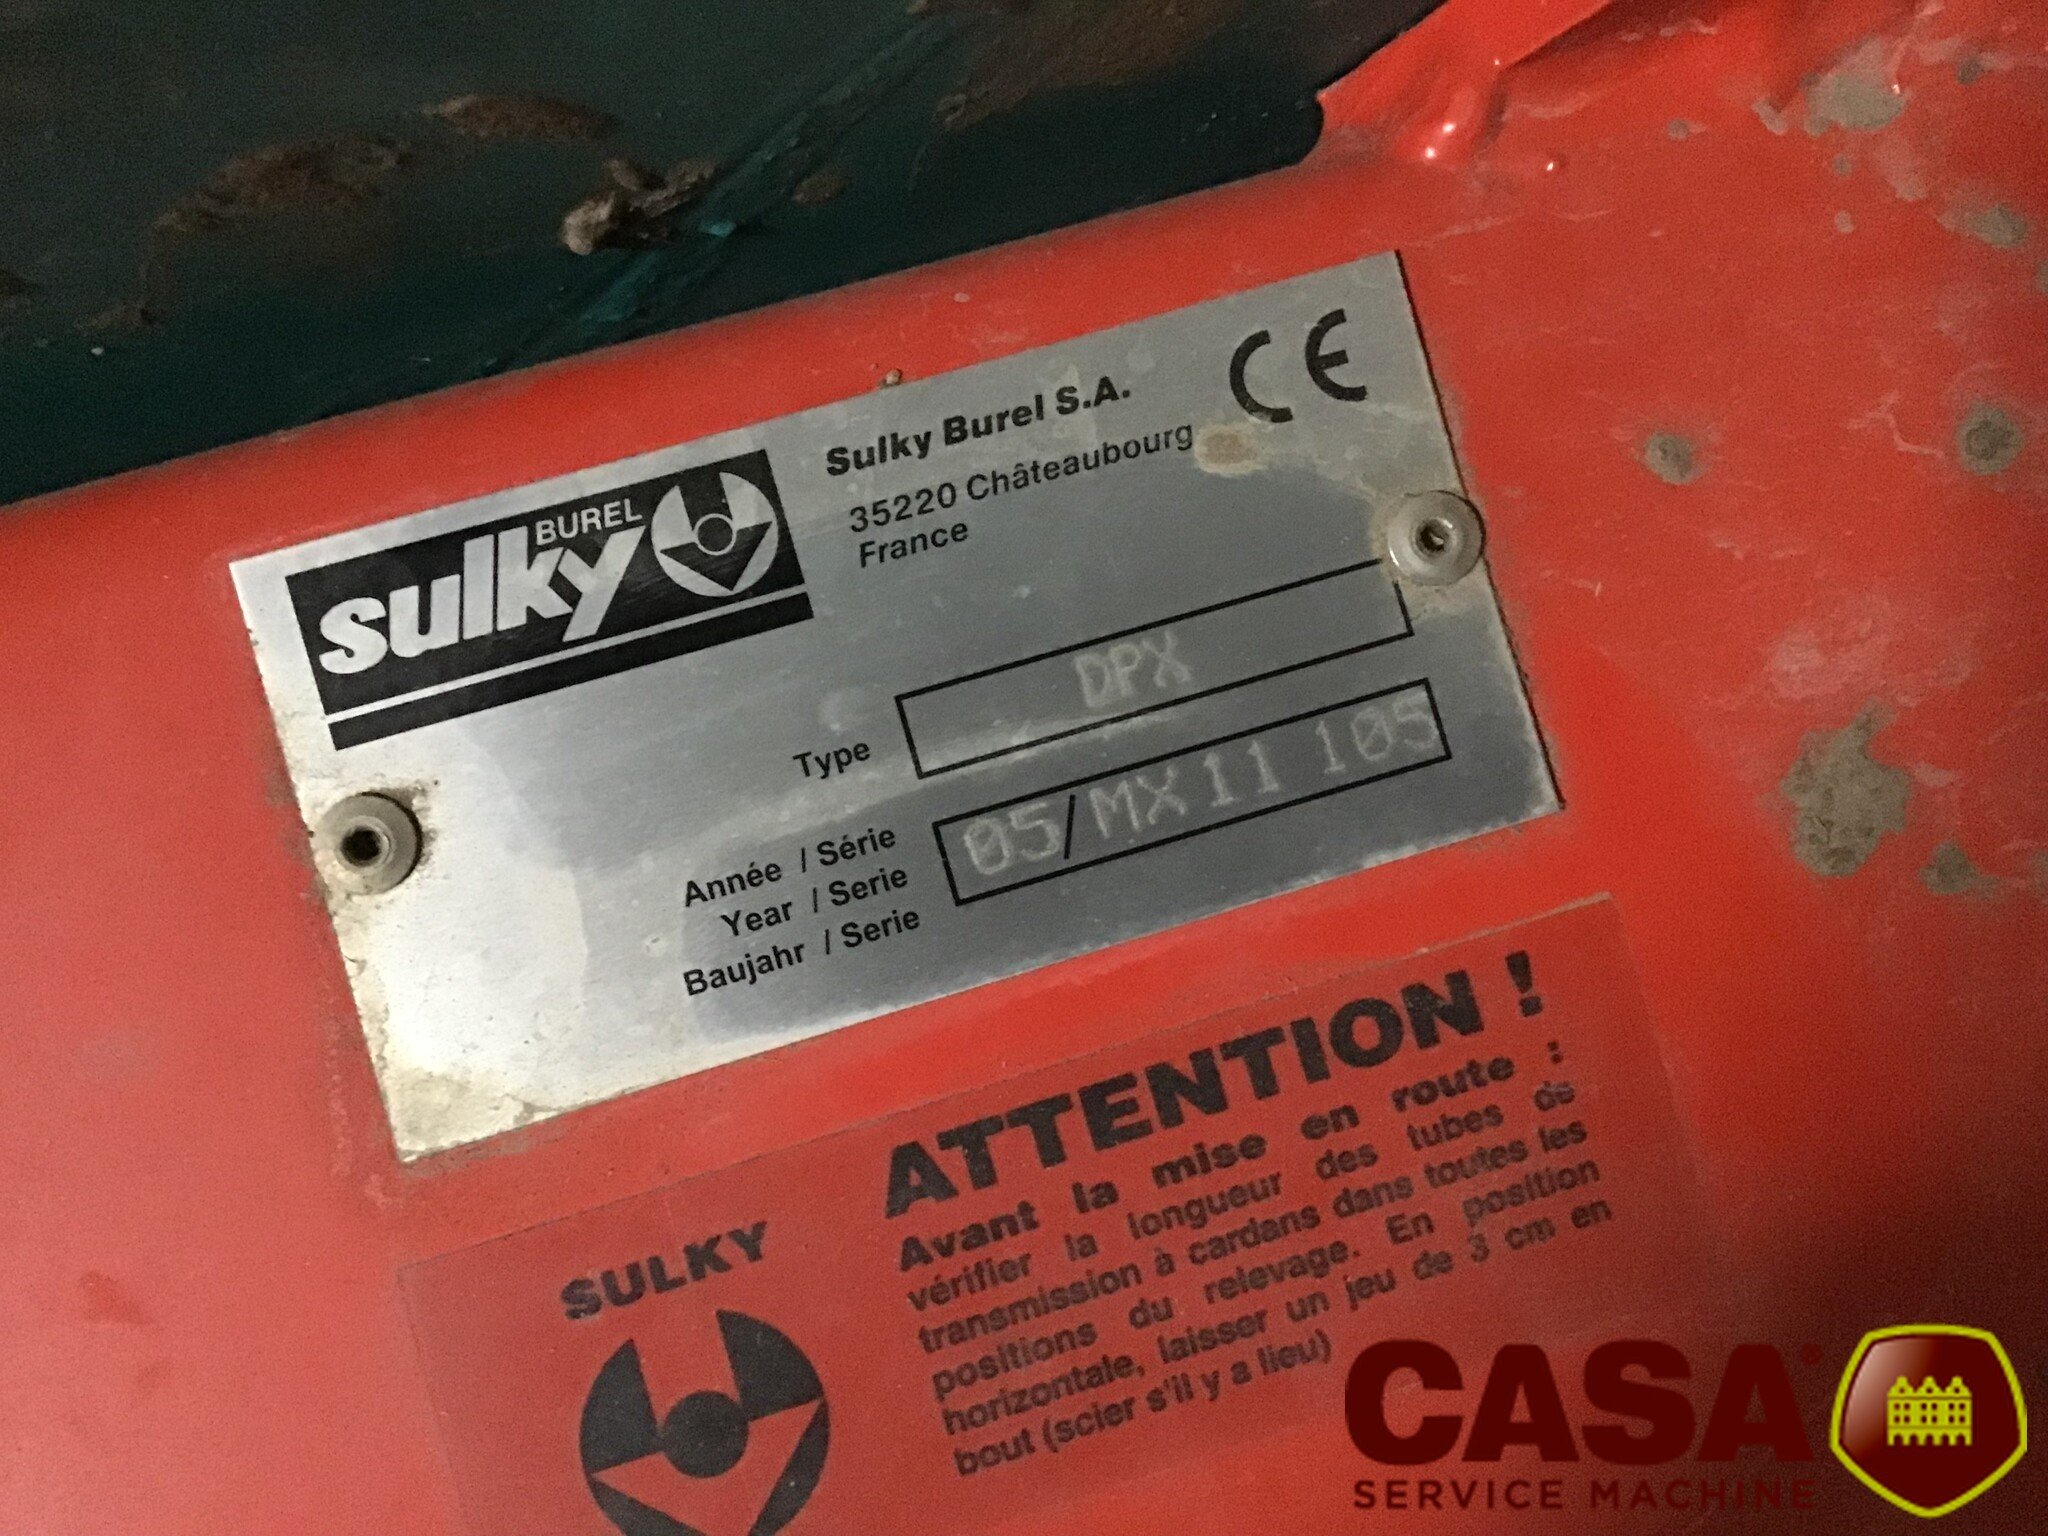 sulky BUREL
Sulky Burel S.A.
35220 Châteaubourg
France
CE
Type DPX
Année / Série
Year / Serie
Baujahr / Serie
05/MX11 105
SULKY
ATTENTION !
Avant la mise en route :
vérifier la longueur des tubes de
transmission à cardans dans toutes les
positions du relevage. En position
horizontale, laisser un jeu de 3 cm en
bout (scier s'il y a lieu)
CASA
SERVICE MACHINE